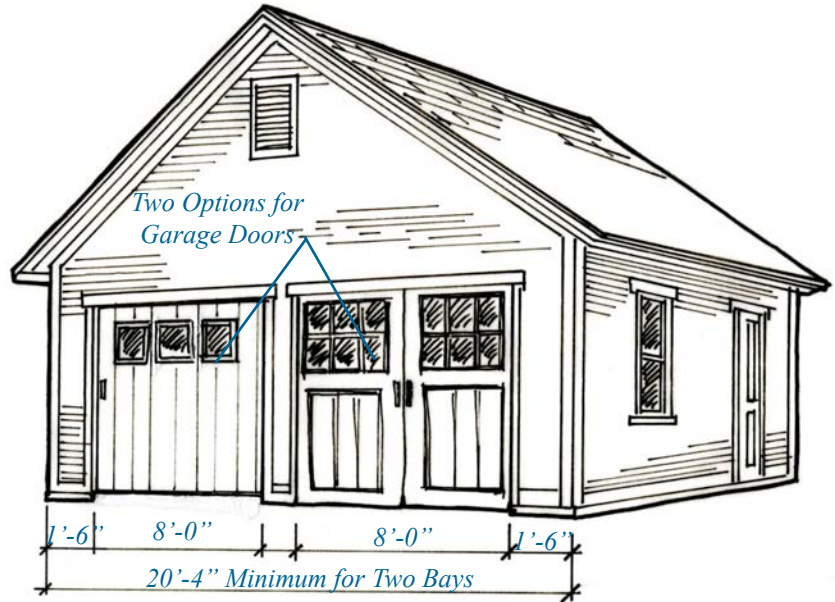 Two Options for
Garage Doors
1’-6” 8’-0” 8’-0” 1’-6”
20’-4” Minimum for Two Bays